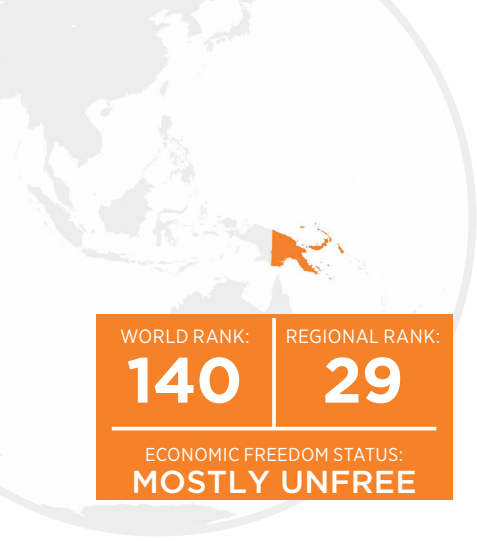 WORLD RANK:
140
REGIONAL RANK:
29
ECONOMIC FREEDOM STATUS:
MOSTLY UNFREE